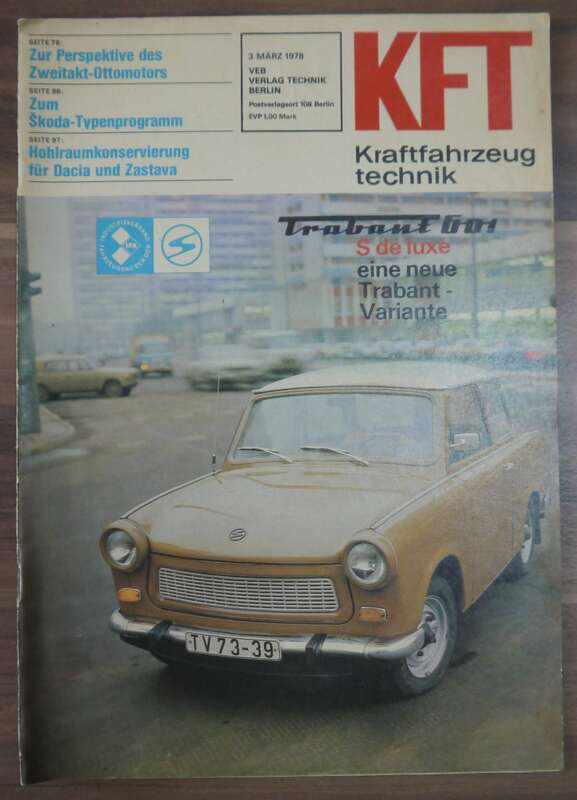 SEITE 78:
Zur Perspektive des
Zweitakt-Ottomotors
SEITE 86:
Zum
Škoda-Typenprogramm
SEITE 97:
Hohlraumkonservierung
für Dacia und Zastava
3 MÄRZ 1978
VEB
VERLAG TECHNIK
BERLIN
Postverlagsort 108 Berlin
EVP 1,00 Mark
KFT
Kraftfahrzeug
technik
IFA
Trabant 601
S de luxe
eine neue
Trabant-
Variante
TV 73-39